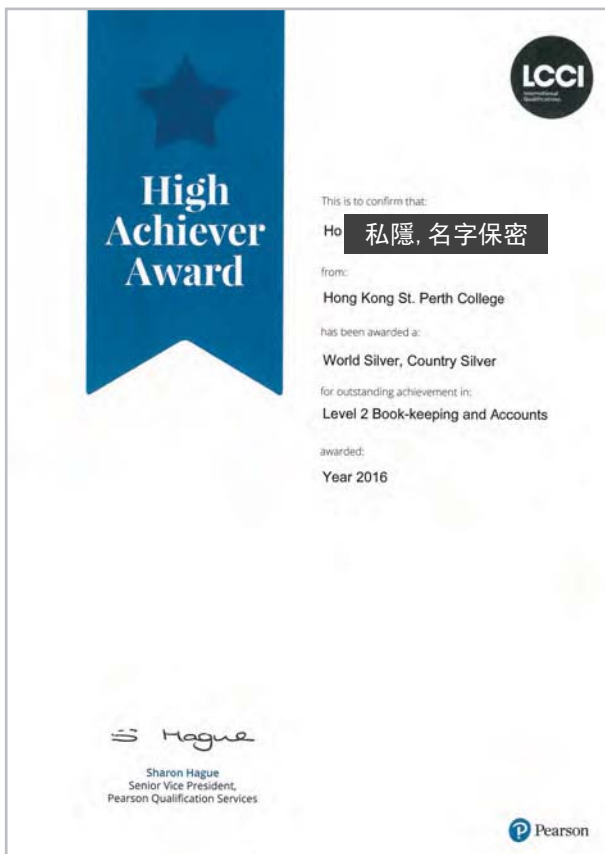 LCCI
International
Qualifications
High
Achiever
Award
This is to confirm that:
Ho 私隱, 名字保密
from:
Hong Kong St. Perth College
has been awarded a:
World Silver, Country Silver
for outstanding achievement in:
Level 2 Book-keeping and Accounts
awarded:
Year 2016
S Hague
Sharon Hague
Senior Vice President,
Pearson Qualification Services
Pearson